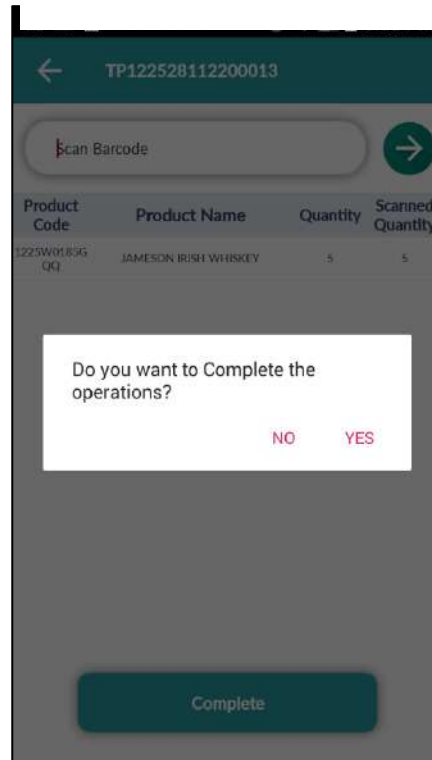 TP122528112200013
Scan Barcode
Product Code
Product Name
Quantity
Scanned Quantity
1225W0185G
QQ
JAMESON IRISH WHISKEY
5
5
Do you want to Complete the
operations?
NO
YES
Complete